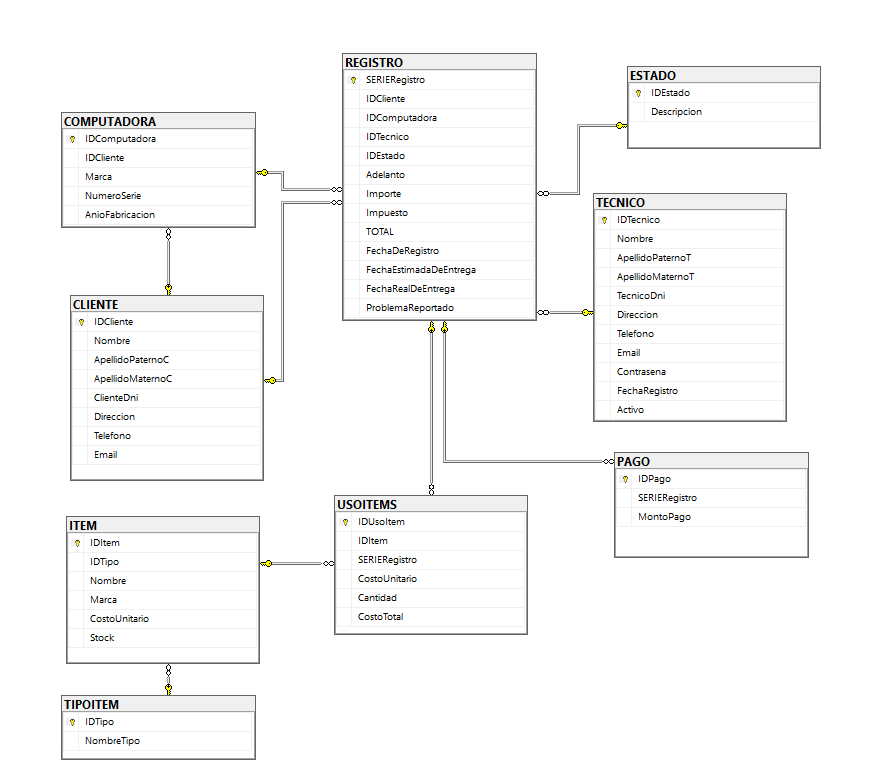 REGISTRO
SERIERegistro
IDCliente
IDComputadora
IDTecnico
IDEstado
Adelanto
Importe
Impuesto
TOTAL
FechaDeRegistro
FechaEstimadaDeEntrega
FechaRealDeEntrega
ProblemaReportado
ESTADO
IDEstado
Descripcion
COMPUTADORA
IDComputadora
IDCliente
Marca
NumeroSerie
AnioFabricacion
TECNICO
IDTecnico
Nombre
ApellidoPaternoT
ApellidoMaternoT
TecnicoDni
Direccion
Telefono
Email
Contrasena
FechaRegistro
Activo
CLIENTE
IDCliente
Nombre
ApellidoPaternoC
ApellidoMaternoC
ClienteDni
Direccion
Telefono
Email
PAGO
IDPago
SERIERegistro
MontoPago
USOITEMS
IDUsoItem
IDItem
SERIERegistro
CostoUnitario
Cantidad
CostoTotal
ITEM
IDItem
IDTipo
Nombre
Marca
CostoUnitario
Stock
TIPOITEM
IDTipo
NombreTipo